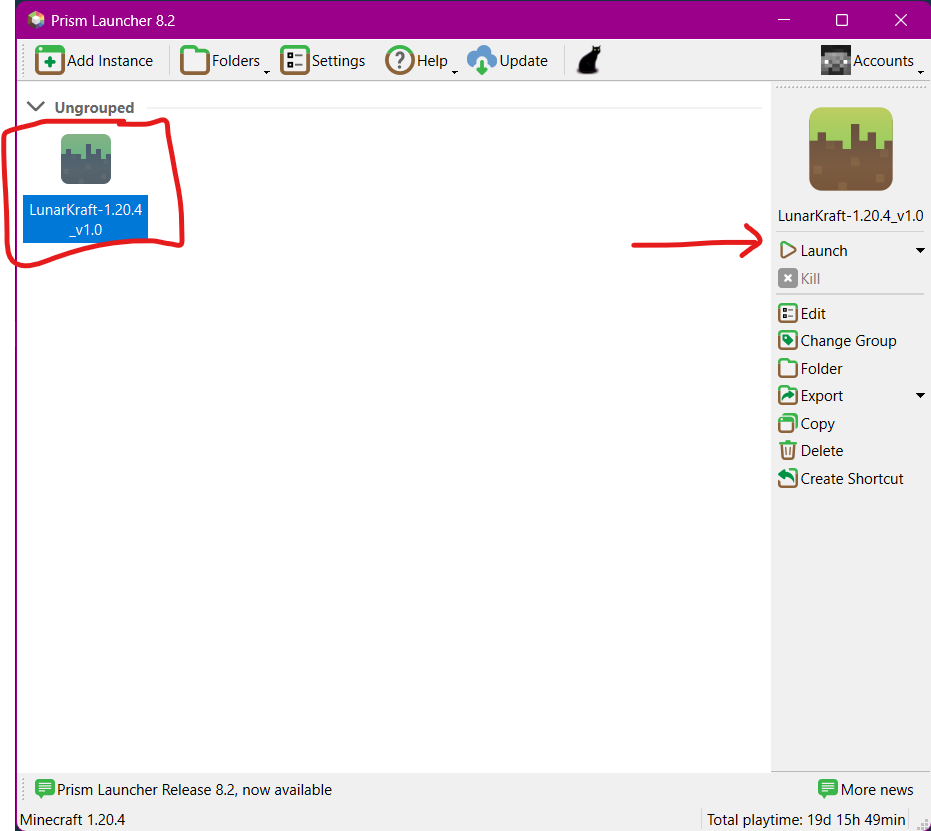 Prism Launcher 8.2
Add Instance Folders Settings Help Update Accounts
Ungrouped
LunarKraft-1.20.4
_v1.0
LunarKraft-1.20.4_v1.0
Launch
Kill
Edit
Change Group
Folder
Export
Copy
Delete
Create Shortcut
Prism Launcher Release 8.2, now available More news
Minecraft 1.20.4 Total playtime: 19d 15h 49min